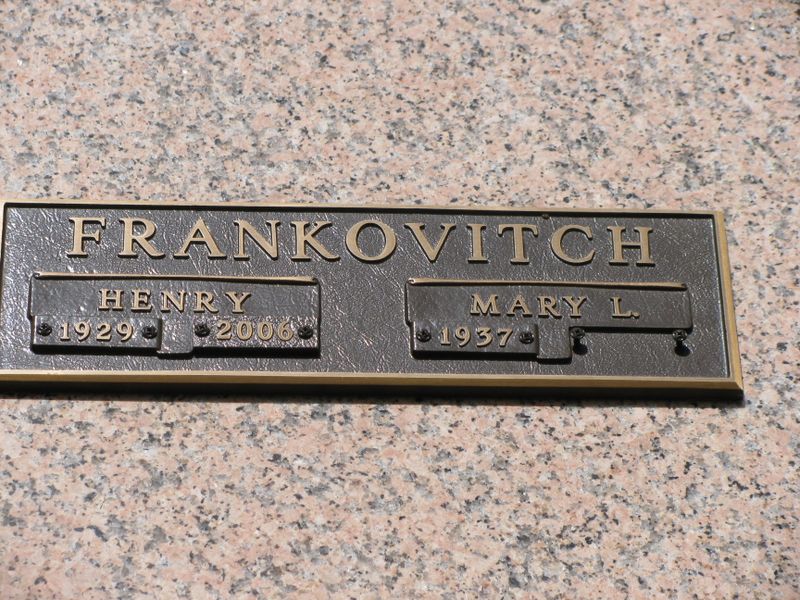 FRANKOVITCH
HENRY
1929 2006
MARY L.
1937